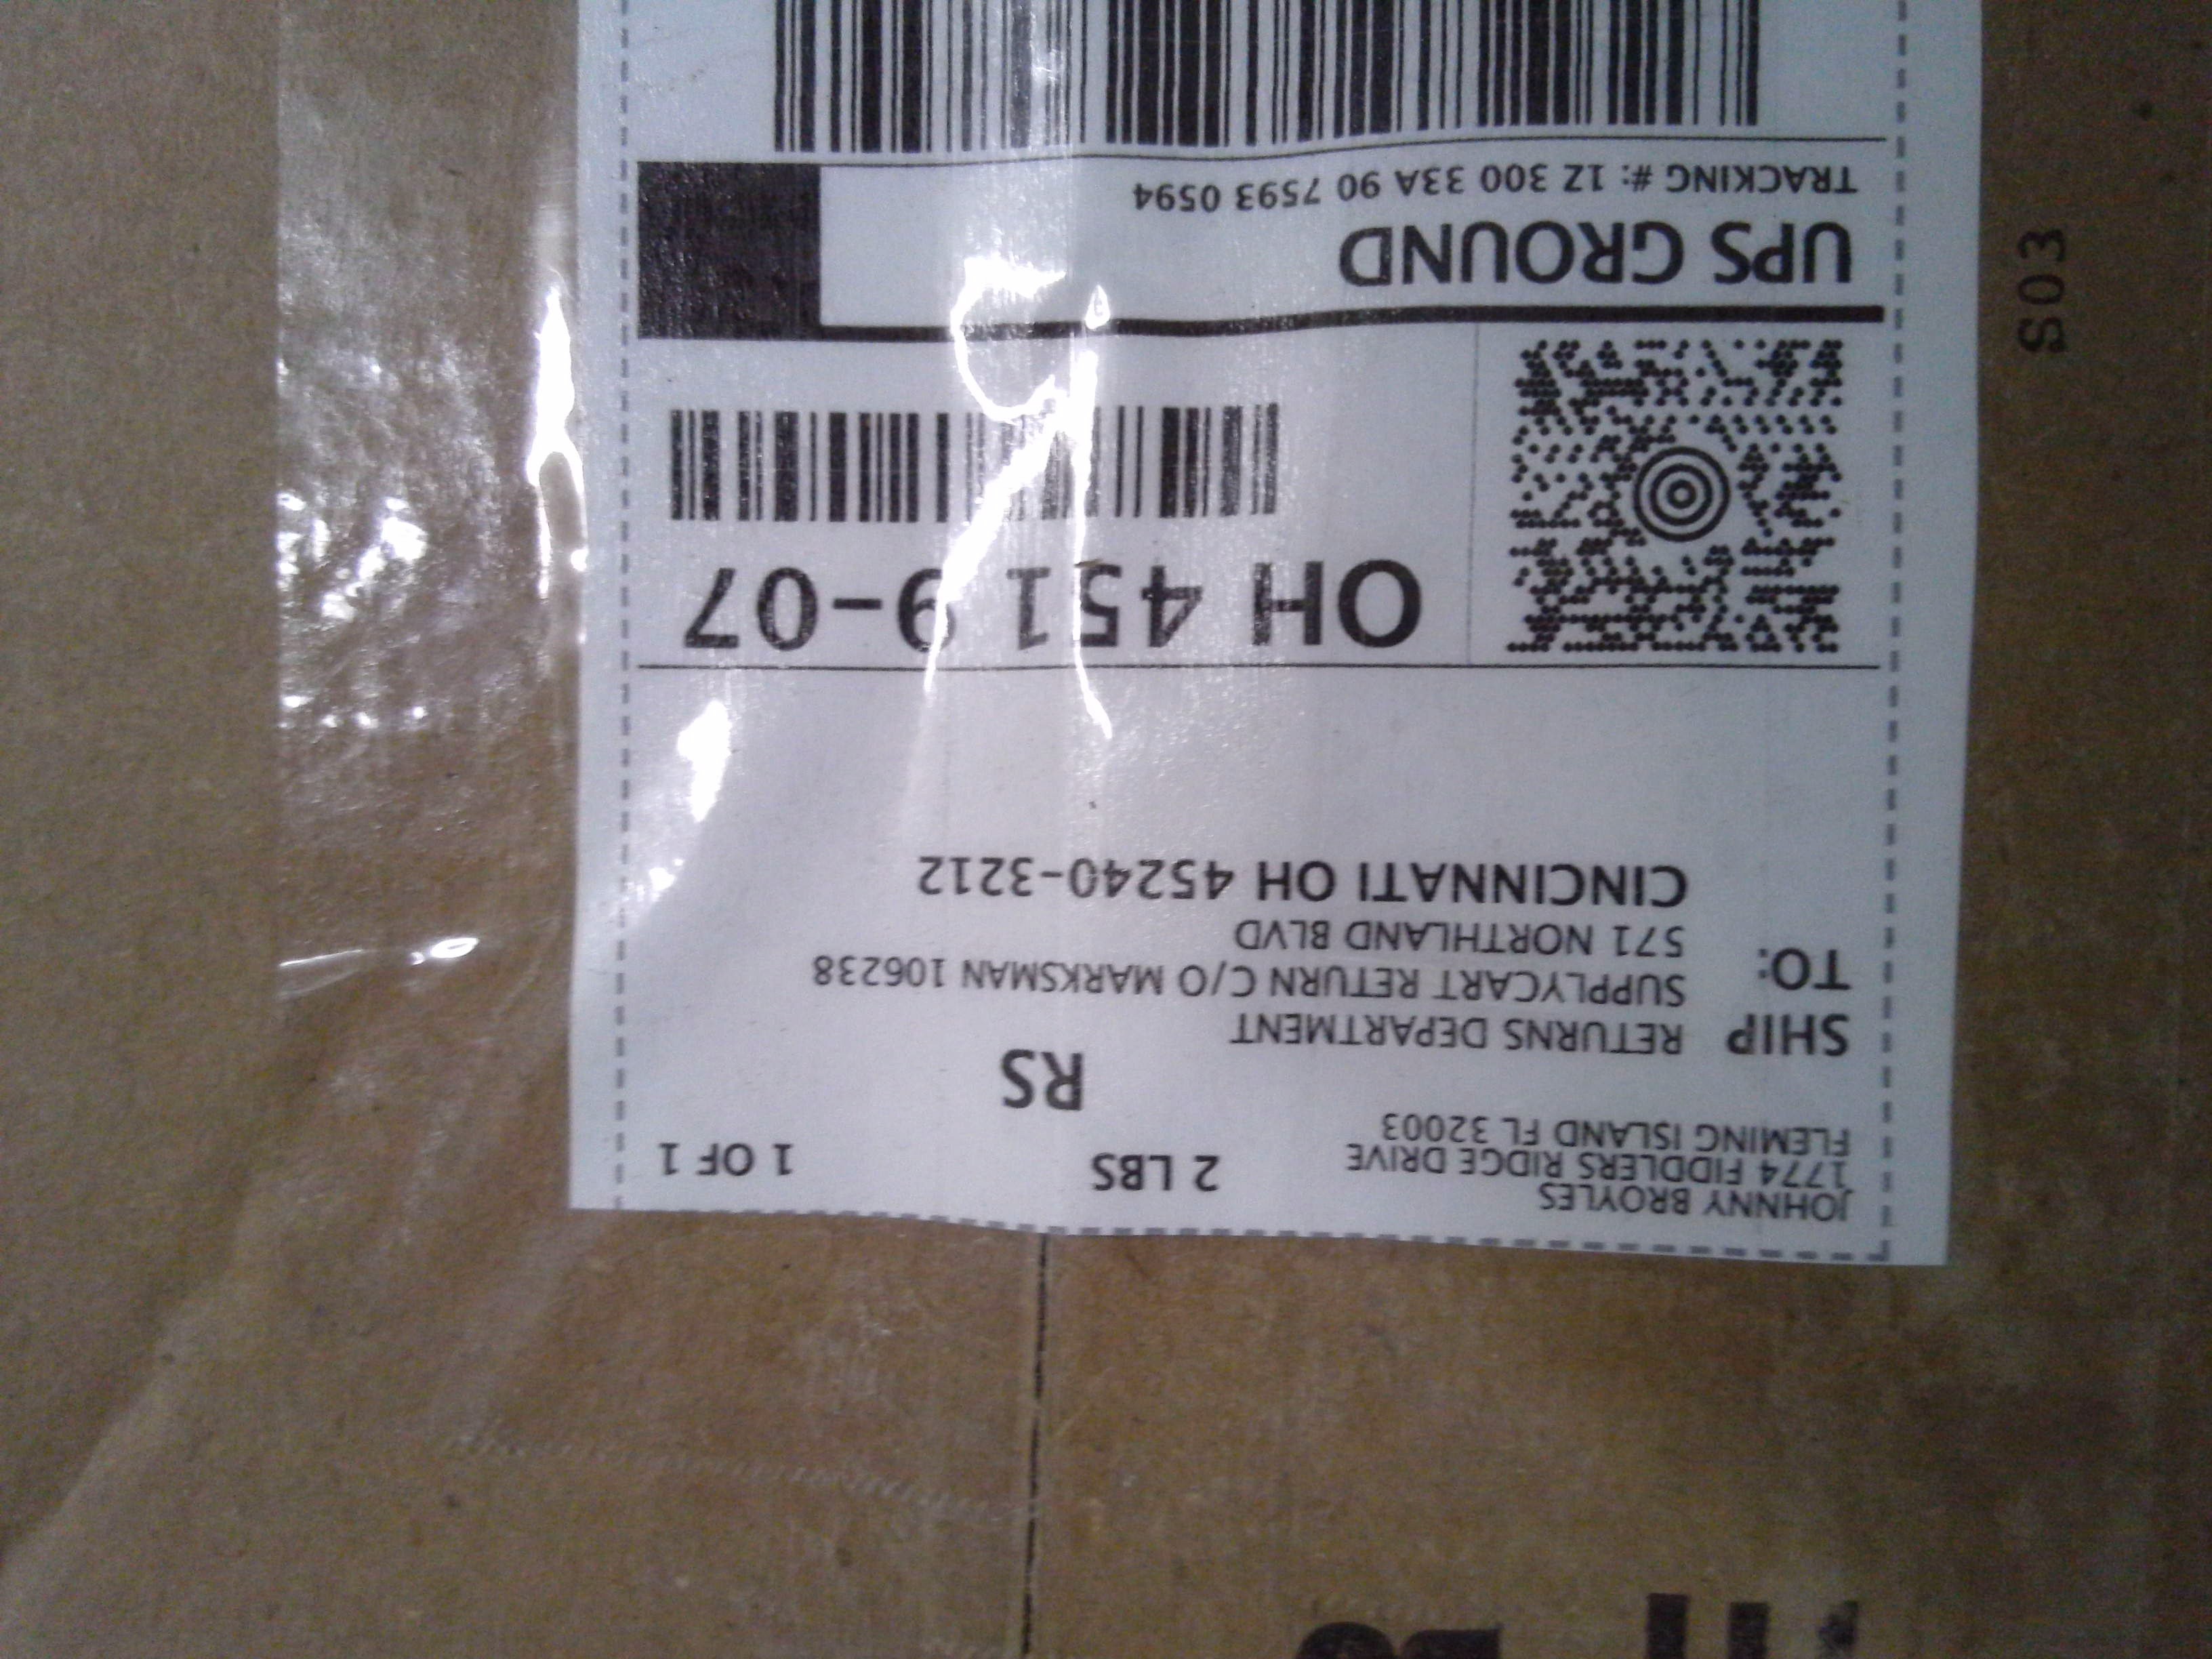 JOHNNY BROYLES
1774 FIDDLERS RIDGE DRIVE
FLEMING ISLAND FL 32003
2 LBS
1 OF 1
RS
SHIP TO:
RETURNS DEPARTMENT
SUPPLYCART RETURN C/O MARKSMAN 106238
571 NORTHLAND BLVD
CINCINNATI OH 45240-3212
OH 451 9-07
UPS GROUND
TRACKING #: 1Z 300 33A 90 7593 0594
S03